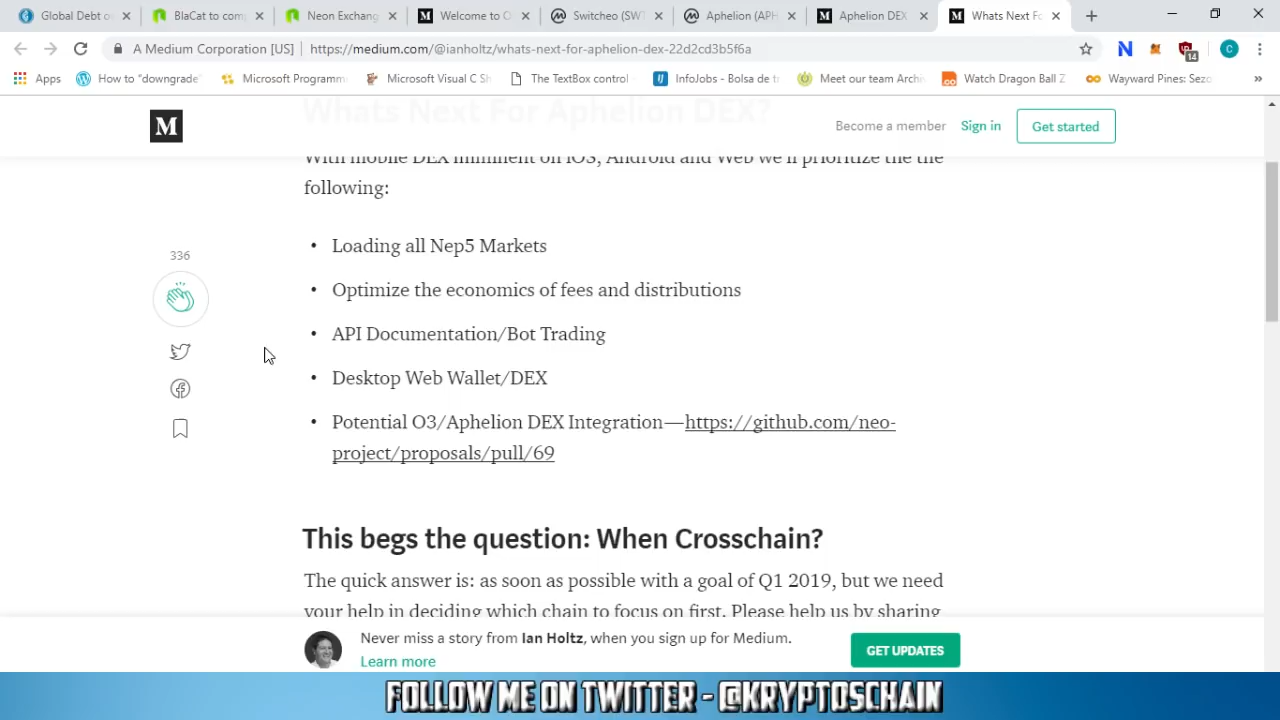 Global Debt o
BlaCat to comp
Neon Exchang
Welcome to O
Switcheo (SWT
Aphelion (APH
Aphelion DEX
Whats Next Fo
A Medium Corporation [US] | https://medium.com/@ianholtz/whats-next-for-aphelion-dex-22d2cd3b5f6a
14
C
Apps
How to "downgrade"
Microsoft Programm
Microsoft Visual C Sh
The TextBox control
InfoJobs - Bolsa de t
Meet our team Archi
Watch Dragon Ball Z
Wayward Pines: Sezo
Whats Next For Aphelion DEX?
M
Become a member
Sign in
Get started
With mobile DEX imminent on iOS, Android and Web we'll prioritize the the
following:
• Loading all Nep5 Markets
336
• Optimize the economics of fees and distributions
• API Documentation/Bot Trading
• Desktop Web Wallet/DEX
• Potential O3/Aphelion DEX Integration—https://github.com/neo-
project/proposals/pull/69
This begs the question: When Crosschain?
The quick answer is: as soon as possible with a goal of Q1 2019, but we need
your help in deciding which chain to focus on first. Please help us by sharing
Never miss a story from Ian Holtz, when you sign up for Medium.
Learn more
GET UPDATES
FOLLOW ME ON TWITTER - @KRYPTOSCHAIN